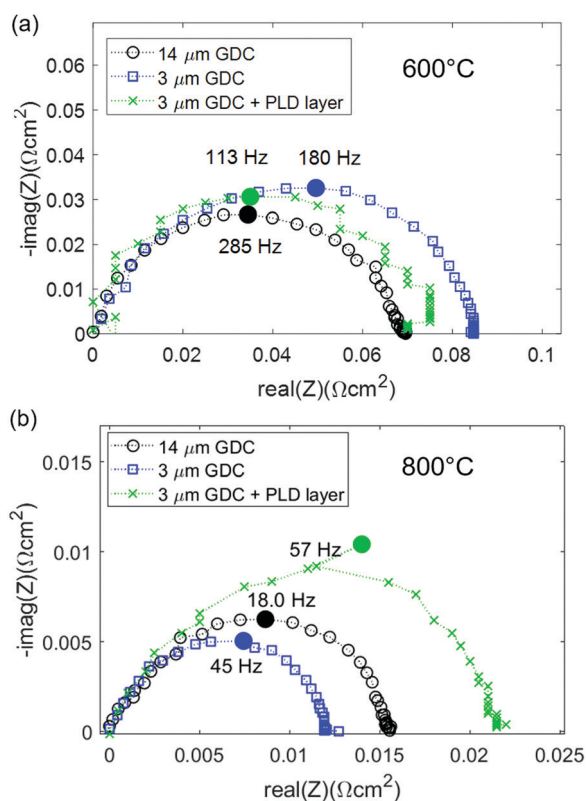 (a)
0.06
0.05
0.04
0.03
0.02
0.01
0
-imag(Z)(Ωcm²)
14 μm GDC
3 μm GDC
3 μm GDC + PLD layer
600°C
113 Hz 180 Hz
285 Hz
0 0.02 0.04 0.06 0.08 0.1
real(Z)(Ωcm²)
(b)
0.015
0.01
0.005
0
-imag(Z)(Ωcm²)
14 μm GDC
3 μm GDC
3 μm GDC + PLD layer
800°C
57 Hz
18.0 Hz
45 Hz
0 0.005 0.01 0.015 0.02 0.025
real(Z)(Ωcm²)